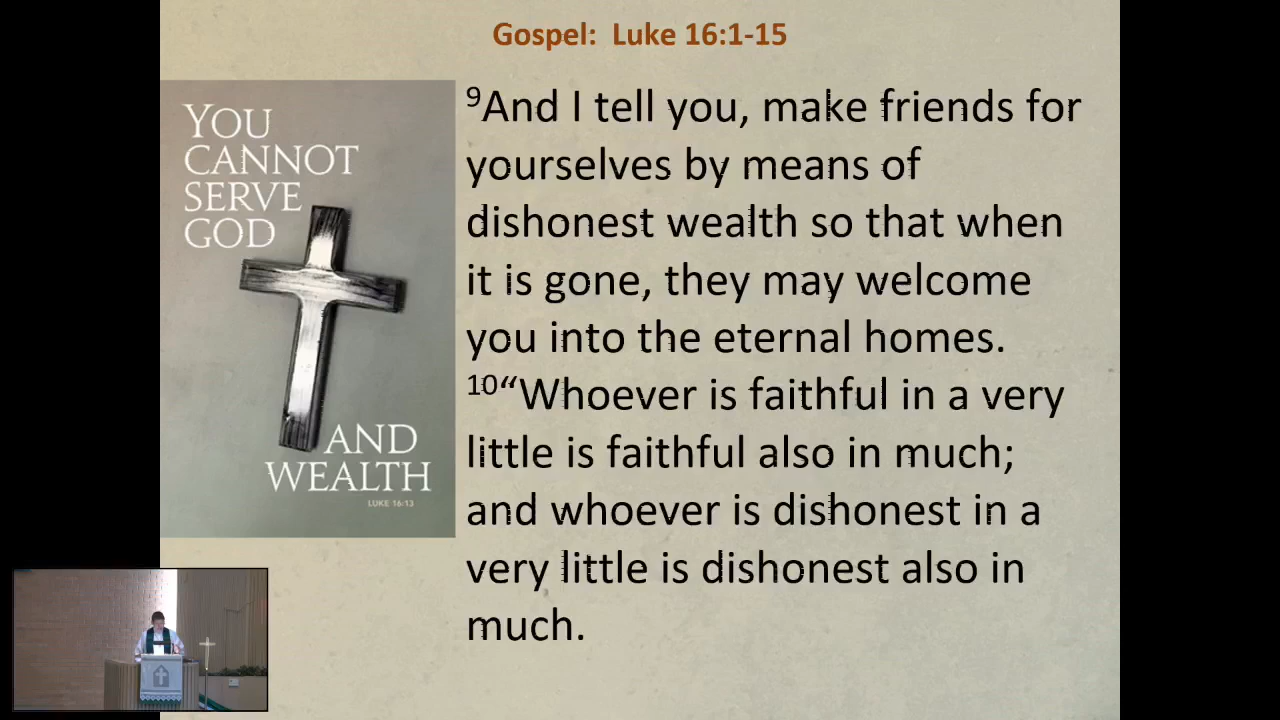 Gospel:  Luke 16:1-15
YOU
CANNOT
SERVE
GOD
AND
WEALTH
LUKE 16:13
⁹And I tell you, make friends for
yourselves by means of
dishonest wealth so that when
it is gone, they may welcome
you into the eternal homes.
¹⁰“Whoever is faithful in a very
little is faithful also in much;
and whoever is dishonest in a
very little is dishonest also in
much.